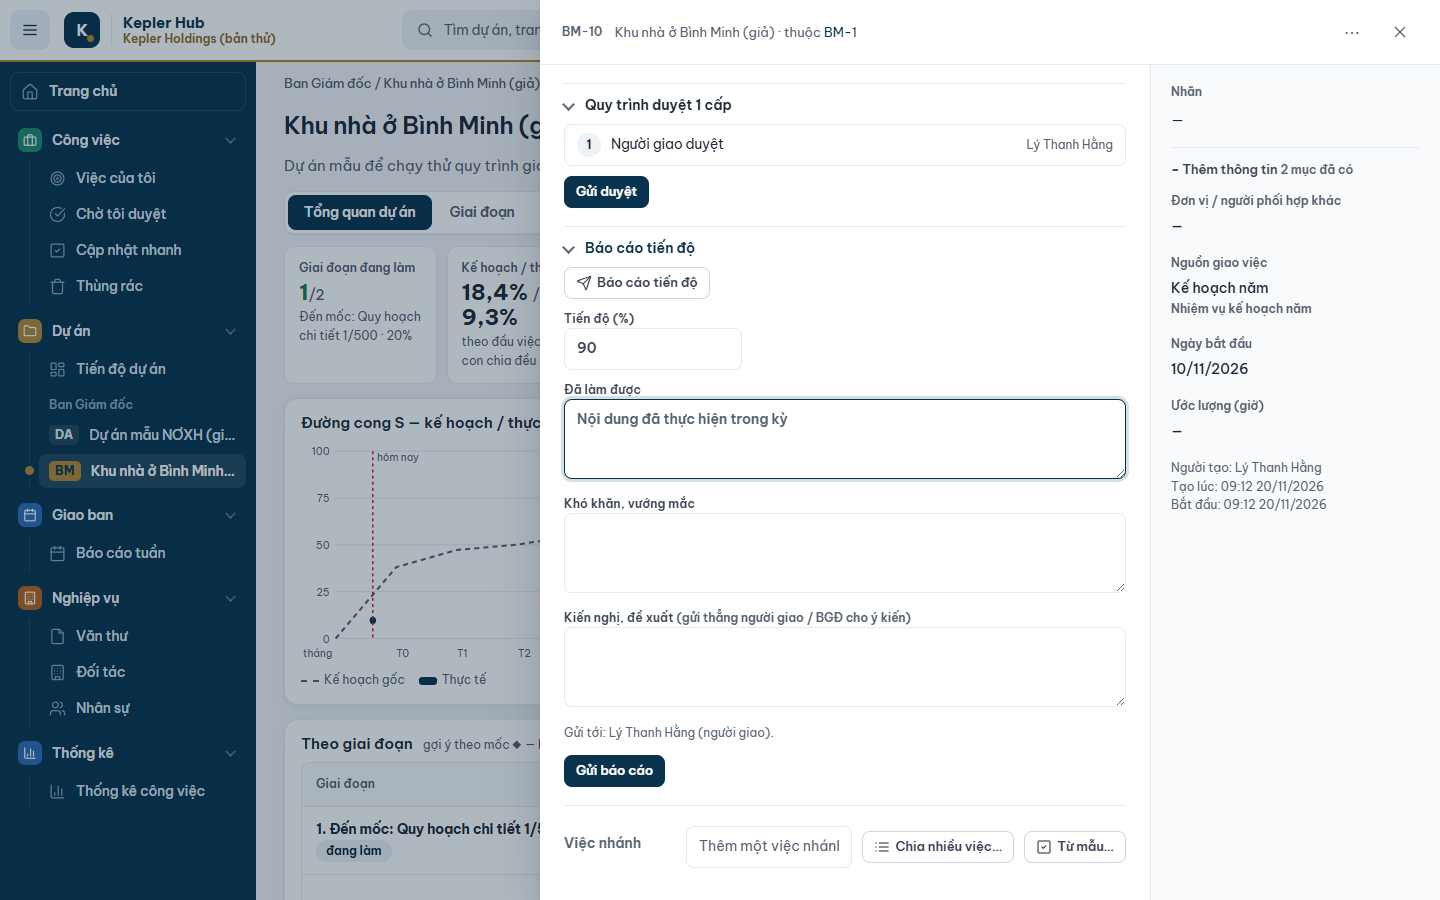 Kepler Hub
Kepler Holdings (bản thử)
Tìm dự án, tran
Trang chủ
Công việc
Việc của tôi
Chờ tôi duyệt
Cập nhật nhanh
Thùng rác
Dự án
Tiến độ dự án
Ban Giám đốc
DA Dự án mẫu NƠXH (gi...
BM Khu nhà ở Bình Minh...
Giao ban
Báo cáo tuần
Nghiệp vụ
Văn thư
Đối tác
Nhân sự
Thống kê
Thống kê công việc
Ban Giám đốc / Khu nhà ở Bình Minh (giả)
Khu nhà ở Bình Minh (g
Dự án mẫu để chạy thử quy trình giao
Tổng quan dự án
Giai đoạn
Giai đoạn đang làm
1/2
Đến mốc: Quy hoạch
chi tiết 1/500 · 20%
Kế hoạch / th
18,4% /
9,3%
theo đầu việc
con chia đều
Đường cong S — kế hoạch / thực
100
75
50
25
0
hôm nay
tháng T0 T1 T2
Kế hoạch gốc Thực tế
Theo giai đoạn gợi ý theo mốc ◆ —
Giai đoạn
1. Đến mốc: Quy hoạch chi tiết 1/5
đang làm
BM-10 Khu nhà ở Bình Minh (giả) · thuộc BM-1
Quy trình duyệt 1 cấp
1 Người giao duyệt Lý Thanh Hằng
Gửi duyệt
Báo cáo tiến độ
Báo cáo tiến độ
Tiến độ (%)
90
Đã làm được
Nội dung đã thực hiện trong kỳ
Khó khăn, vướng mắc
Kiến nghị, đề xuất (gửi thẳng người giao / BGĐ cho ý kiến)
Gửi tới: Lý Thanh Hằng (người giao).
Gửi báo cáo
Việc nhánh
Thêm một việc nhánh
Chia nhiều việc...
Từ mẫu...
Nhãn
—
– Thêm thông tin 2 mục đã có
Đơn vị / người phối hợp khác
—
Nguồn giao việc
Kế hoạch năm
Nhiệm vụ kế hoạch năm
Ngày bắt đầu
10/11/2026
Ước lượng (giờ)
—
Người tạo: Lý Thanh Hằng
Tạo lúc: 09:12 20/11/2026
Bắt đầu: 09:12 20/11/2026